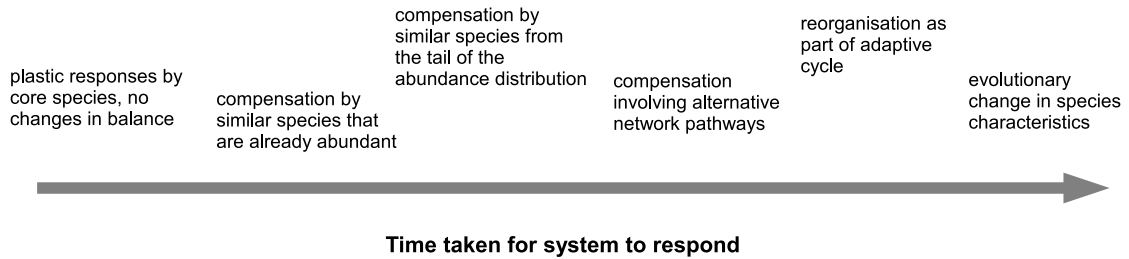 plastic responses by
core species, no
changes in balance
compensation by
similar species that
are already abundant
compensation by
similar species from
the tail of the
abundance distribution
compensation
involving alternative
network pathways
reorganisation as
part of adaptive
cycle
evolutionary
change in species
characteristics
Time taken for system to respond